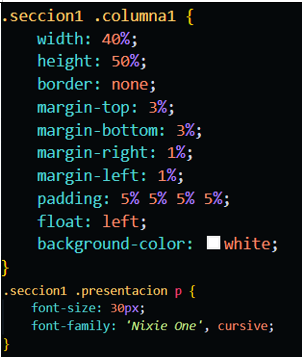 .seccion1 .columna1 {
width: 40%;
height: 50%;
border: none;
margin-top: 3%;
margin-bottom: 3%;
margin-right: 1%;
margin-left: 1%;
padding: 5% 5% 5% 5%;
float: left;
background-color: white;
}
.seccion1 .presentacion p {
font-size: 30px;
font-family: 'Nixie One', cursive;
}